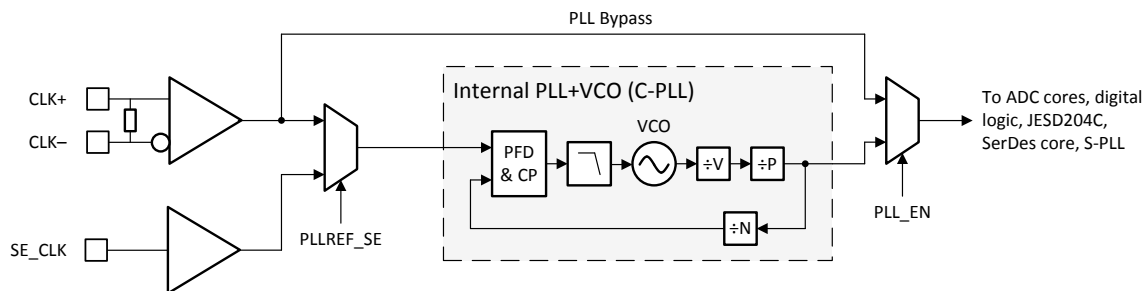 PLL Bypass
CLK+
CLK–
Internal PLL+VCO (C-PLL)
VCO
PFD
& CP
÷V
÷P
÷N
To ADC cores, digital
logic, JESD204C,
SerDes core, S-PLL
PLL_EN
PLLREF_SE
SE_CLK